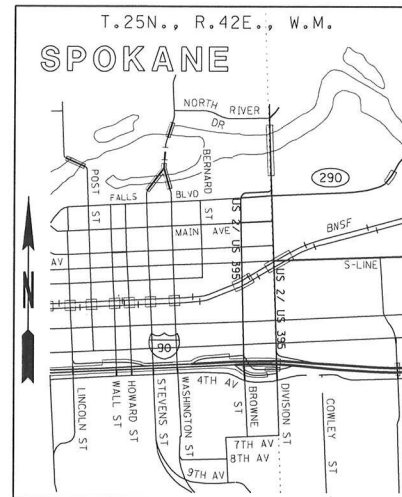 T.25N., R.42E., W.M.
SPOKANE
NORTH RIVER
DR
POST ST
BERNARD ST
FALLS BLVD
290
US 2/ US 395
MAIN AVE
BNSF
AV
S-LINE
US 2/ US 395
N
90
4TH AV
LINCOLN ST
WALL ST
HOWARD ST
STEVENS ST
WASHINGTON ST
BROWNE ST
DIVISION ST
COWLEY ST
7TH AV
8TH AV
9TH AV